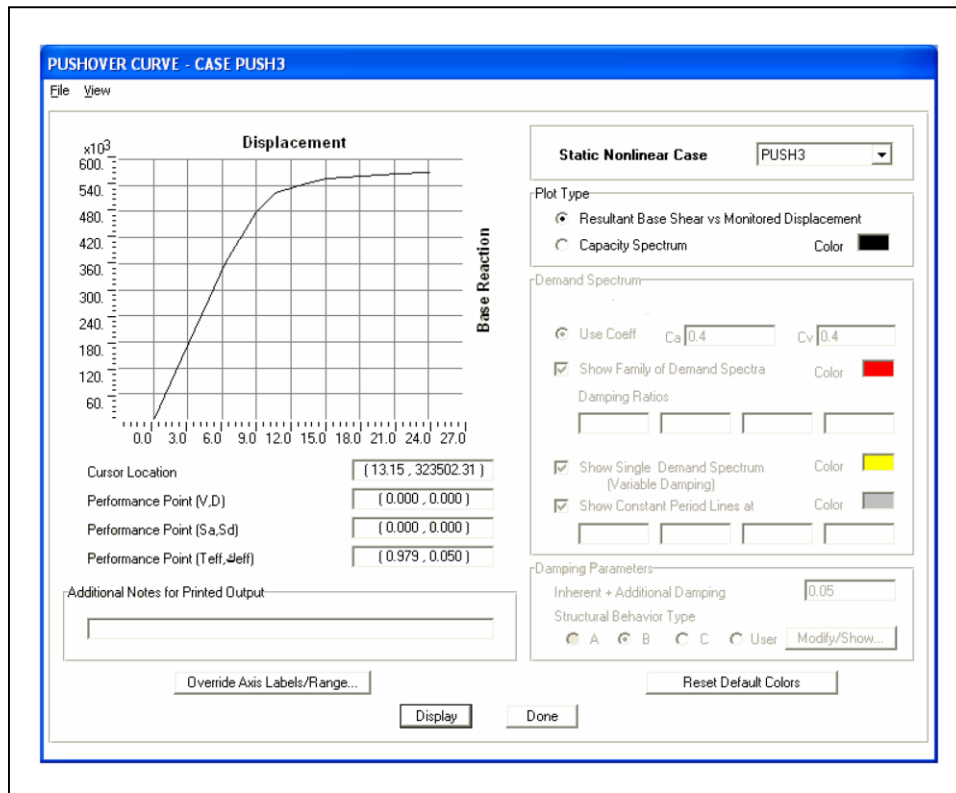 PUSHOVER CURVE - CASE PUSH3
File View
Displacement
x10³
600.
540.
480.
420.
360.
300.
240.
180.
120.
60.
0.0 3.0 6.0 9.0 12.0 15.0 18.0 21.0 24.0 27.0
Base Reaction
Cursor Location ( 13.15 , 323502.31 )
Performance Point (V,D) ( 0.000 , 0.000 )
Performance Point (Sa,Sd) ( 0.000 , 0.000 )
Performance Point (Teff,ظeff) ( 0.979 , 0.050 )
Additional Notes for Printed Output
Override Axis Labels/Range...
Static Nonlinear Case PUSH3
Plot Type
Resultant Base Shear vs Monitored Displacement
Capacity Spectrum Color
Demand Spectrum
Use Coeff Ca 0.4 Cv 0.4
Show Family of Demand Spectra Color
Damping Ratios
Show Single Demand Spectrum Color
(Variable Damping)
Show Constant Period Lines at Color
Damping Parameters
Inherent + Additional Damping 0.05
Structural Behavior Type
A B C User Modify/Show...
Reset Default Colors
Display Done